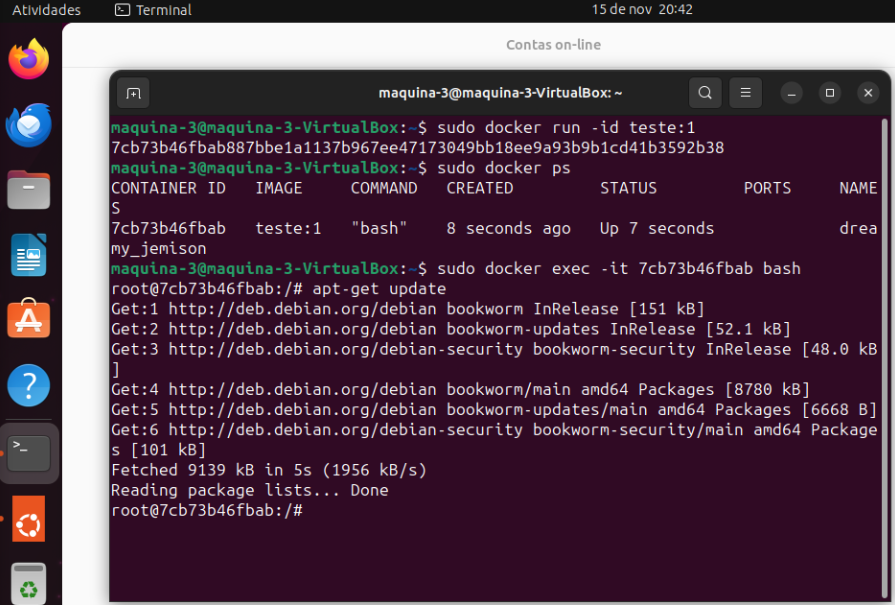 Atividades
Terminal
15 de nov 20:42
Contas on-line
maquina-3@maquina-3-VirtualBox: ~
maquina-3@maquina-3-VirtualBox:~$ sudo docker run -id teste:1
7cb73b46fbab887bbe1a1137b967ee47173049bb18ee9a93b9b1cd41b3592b38
maquina-3@maquina-3-VirtualBox:~$ sudo docker ps
CONTAINER ID   IMAGE     COMMAND   CREATED         STATUS         PORTS     NAME
S
7cb73b46fbab   teste:1   "bash"    8 seconds ago   Up 7 seconds             drea
my_jemison
maquina-3@maquina-3-VirtualBox:~$ sudo docker exec -it 7cb73b46fbab bash
root@7cb73b46fbab:/# apt-get update
Get:1 http://deb.debian.org/debian bookworm InRelease [151 kB]
Get:2 http://deb.debian.org/debian bookworm-updates InRelease [52.1 kB]
Get:3 http://deb.debian.org/debian-security bookworm-security InRelease [48.0 kB
]
Get:4 http://deb.debian.org/debian bookworm/main amd64 Packages [8780 kB]
Get:5 http://deb.debian.org/debian bookworm-updates/main amd64 Packages [6668 B]
Get:6 http://deb.debian.org/debian-security bookworm-security/main amd64 Package
s [101 kB]
Fetched 9139 kB in 5s (1956 kB/s)
Reading package lists... Done
root@7cb73b46fbab:/#